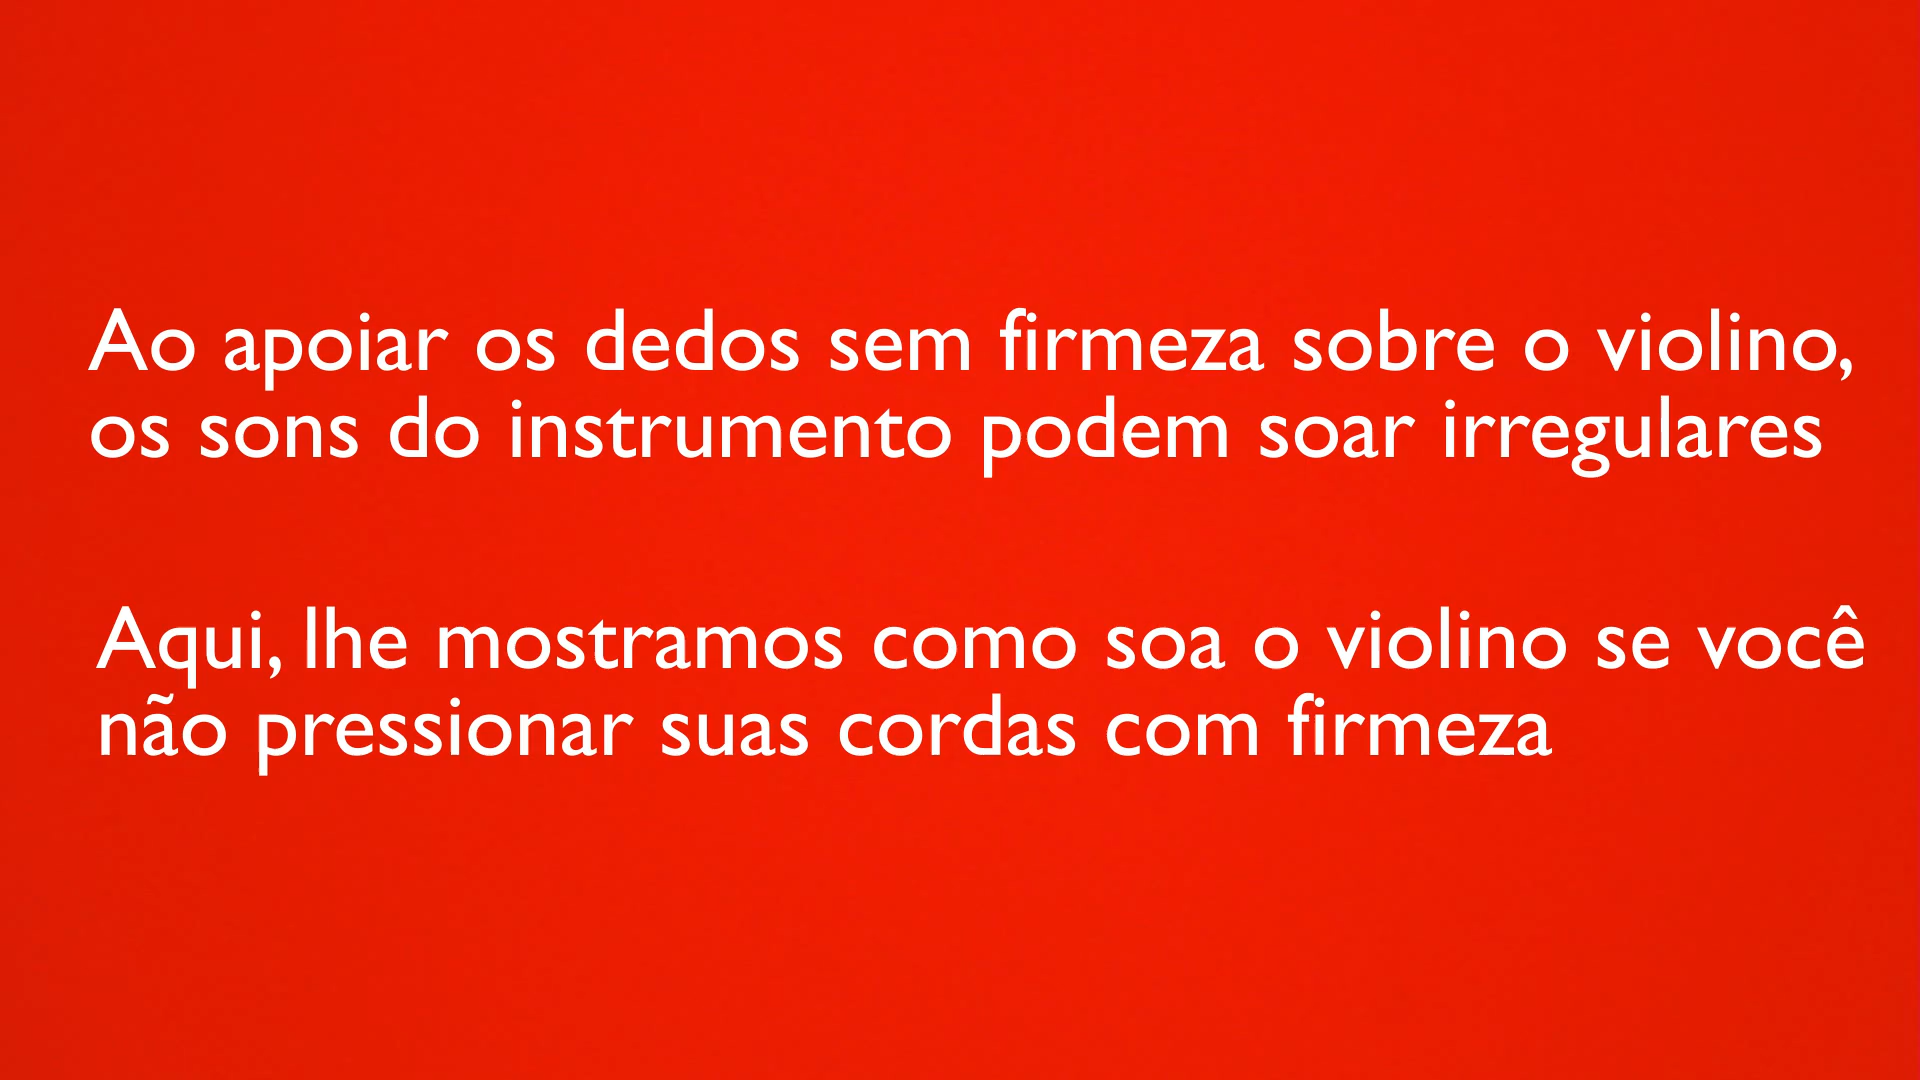 Ao apoiar os dedos sem firmeza sobre o violino,
os sons do instrumento podem soar irregulares
Aqui, lhe mostramos como soa o violino se você
não pressionar suas cordas com firmeza